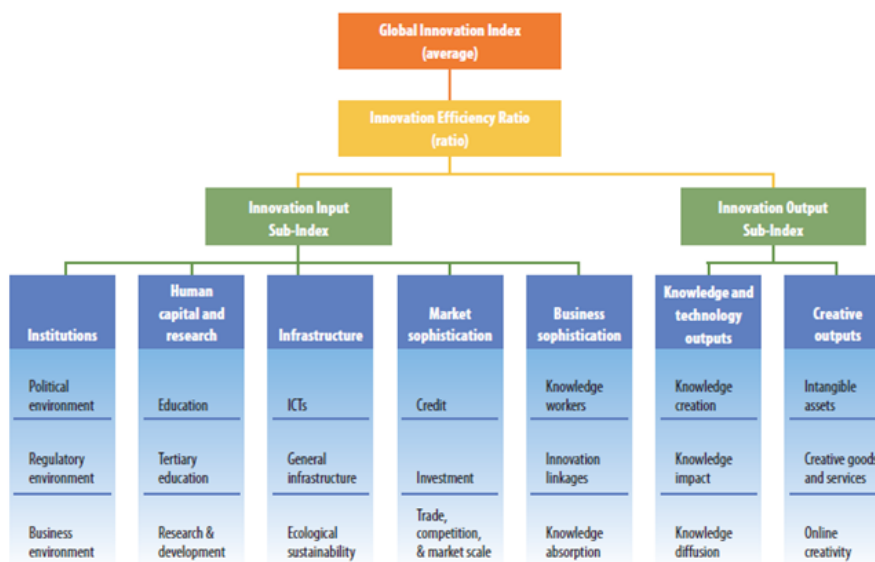 Global Innovation Index
(average)
Innovation Efficiency Ratio
(ratio)
Innovation Input
Sub-Index
Innovation Output
Sub-Index
Institutions
Human
capital and
research
Infrastructure
Market
sophistication
Business
sophistication
Knowledge and
technology
outputs
Creative
outputs
Political
environment
Education
ICTs
Credit
Knowledge
workers
Knowledge
creation
Intangible
assets
Regulatory
environment
Tertiary
education
General
infrastructure
Investment
Innovation
linkages
Knowledge
impact
Creative goods
and services
Business
environment
Research &
development
Ecological
sustainability
Trade,
competition,
& market scale
Knowledge
absorption
Knowledge
diffusion
Online
creativity